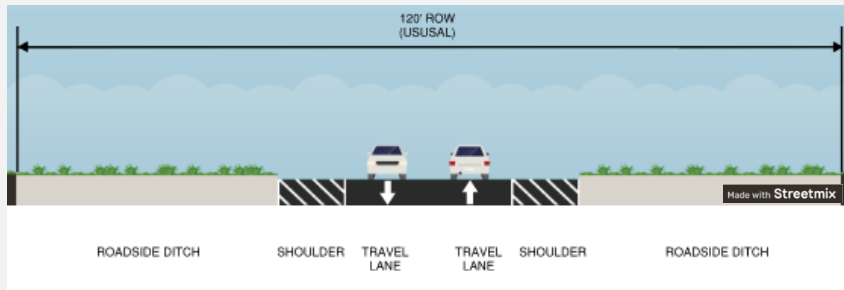 120' ROW
(USUSAL)
Made with Streetmix
ROADSIDE DITCH
SHOULDER
TRAVEL
LANE
TRAVEL
LANE
SHOULDER
ROADSIDE DITCH